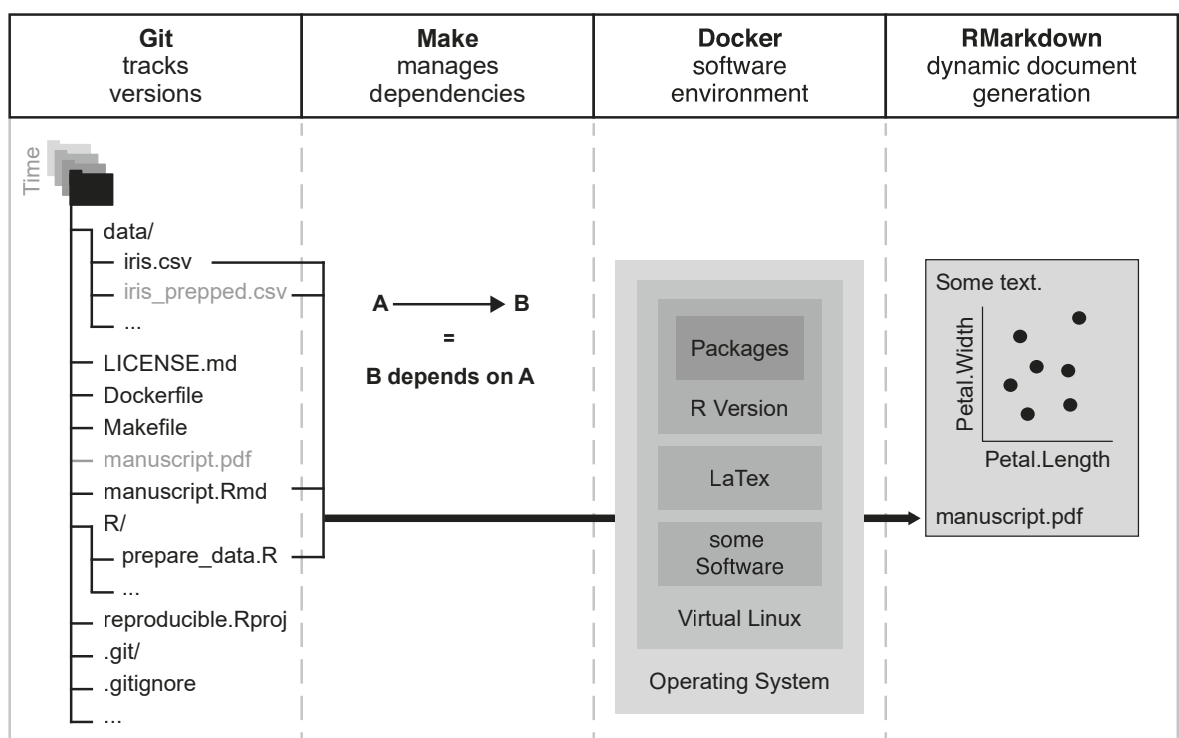 Git
tracks
versions
Make
manages
dependencies
Docker
software
environment
RMarkdown
dynamic document
generation
Time
data/
iris.csv
iris_prepped.csv
...
LICENSE.md
Dockerfile
Makefile
manuscript.pdf
manuscript.Rmd
R/
prepare_data.R
...
reproducible.Rproj
.git/
.gitignore
...
A B
=
B depends on A
Packages
R Version
LaTex
some
Software
Virtual Linux
Operating System
Some text.
Petal.Width
Petal.Length
manuscript.pdf